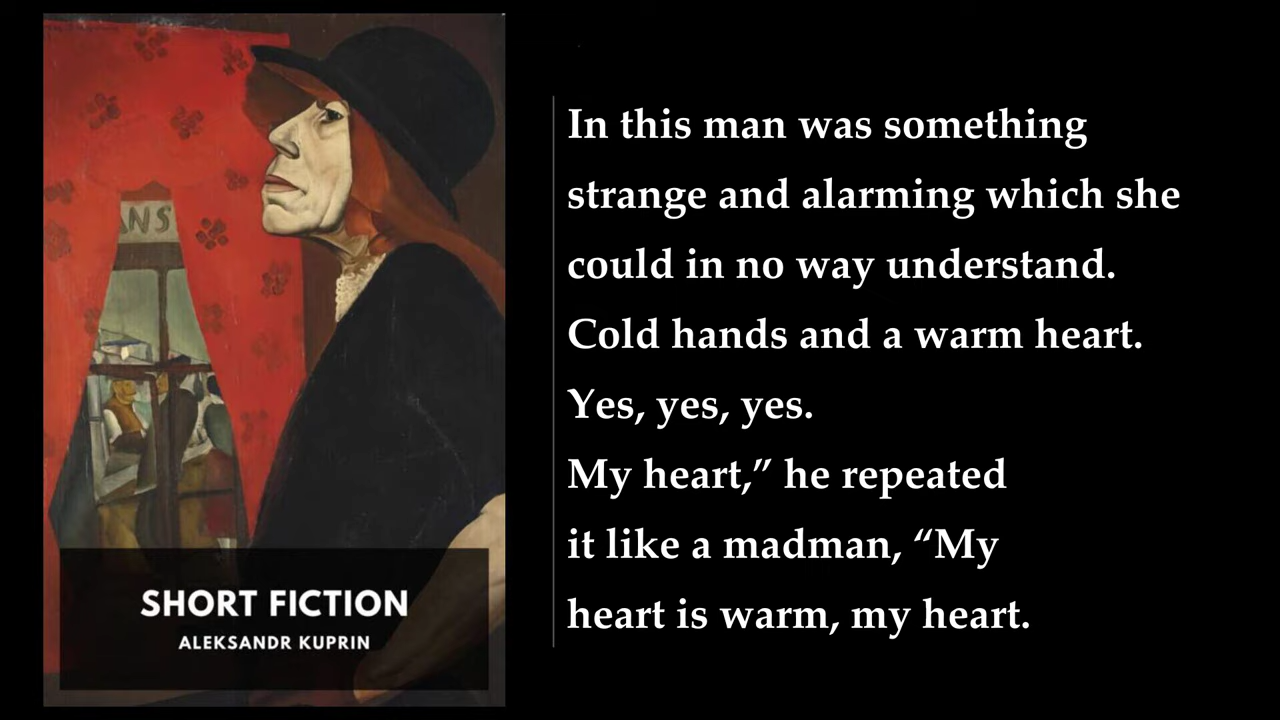 ANS
SHORT FICTION
ALEKSANDR KUPRIN
In this man was something
strange and alarming which she
could in no way understand.
Cold hands and a warm heart.
Yes, yes, yes.
My heart,” he repeated
it like a madman, “My
heart is warm, my heart.